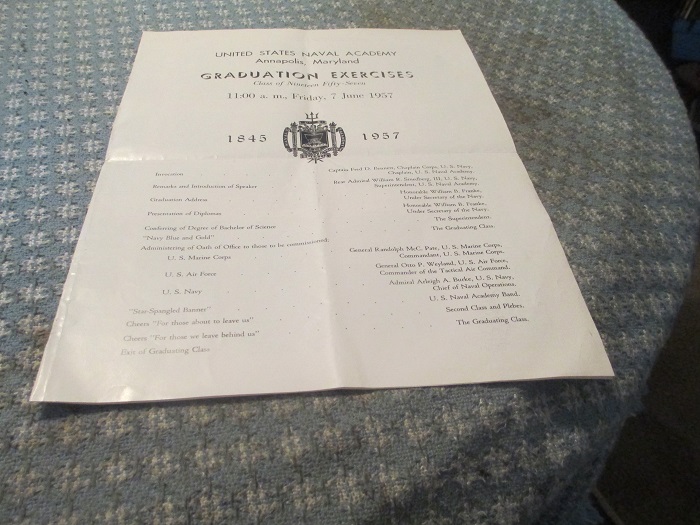 UNITED STATES NAVAL ACADEMY
Annapolis, Maryland
GRADUATION EXERCISES
Class of Nineteen Fifty-Seven
11:00 a. m., Friday, 7 June 1957
1845 1957
Invocation . Captain Ford D. Bennett, Chaplain Corps, U. S. Navy,
Chaplain, U. S. Naval Academy.
Remarks and Introduction of Speaker . Rear Admiral William R. Smedberg, III, U. S. Navy,
Superintendent, U. S. Naval Academy.
Graduation Address . Honorable William B. Franke,
Under Secretary of the Navy.
Presentation of Diplomas . Honorable William B. Franke,
Under Secretary of the Navy.
Conferring of Degree of Bachelor of Science . The Superintendent.
"Navy Blue and Gold" . The Graduating Class.
Administering of Oath of Office to those to be commissioned:
U. S. Marine Corps . General Randolph McC. Pate, U. S. Marine Corps,
Commandant, U. S. Marine Corps.
U. S. Air Force . General Otto P. Weyland, U. S. Air Force,
Commander of the Tactical Air Command.
U. S. Navy . Admiral Arleigh A. Burke, U. S. Navy,
Chief of Naval Operations.
"Star-Spangled Banner" . U. S. Naval Academy Band.
Cheers "For those about to leave us" . Second Class and Plebes.
Cheers "For those we leave behind us" . The Graduating Class.
Exit of Graduating Class